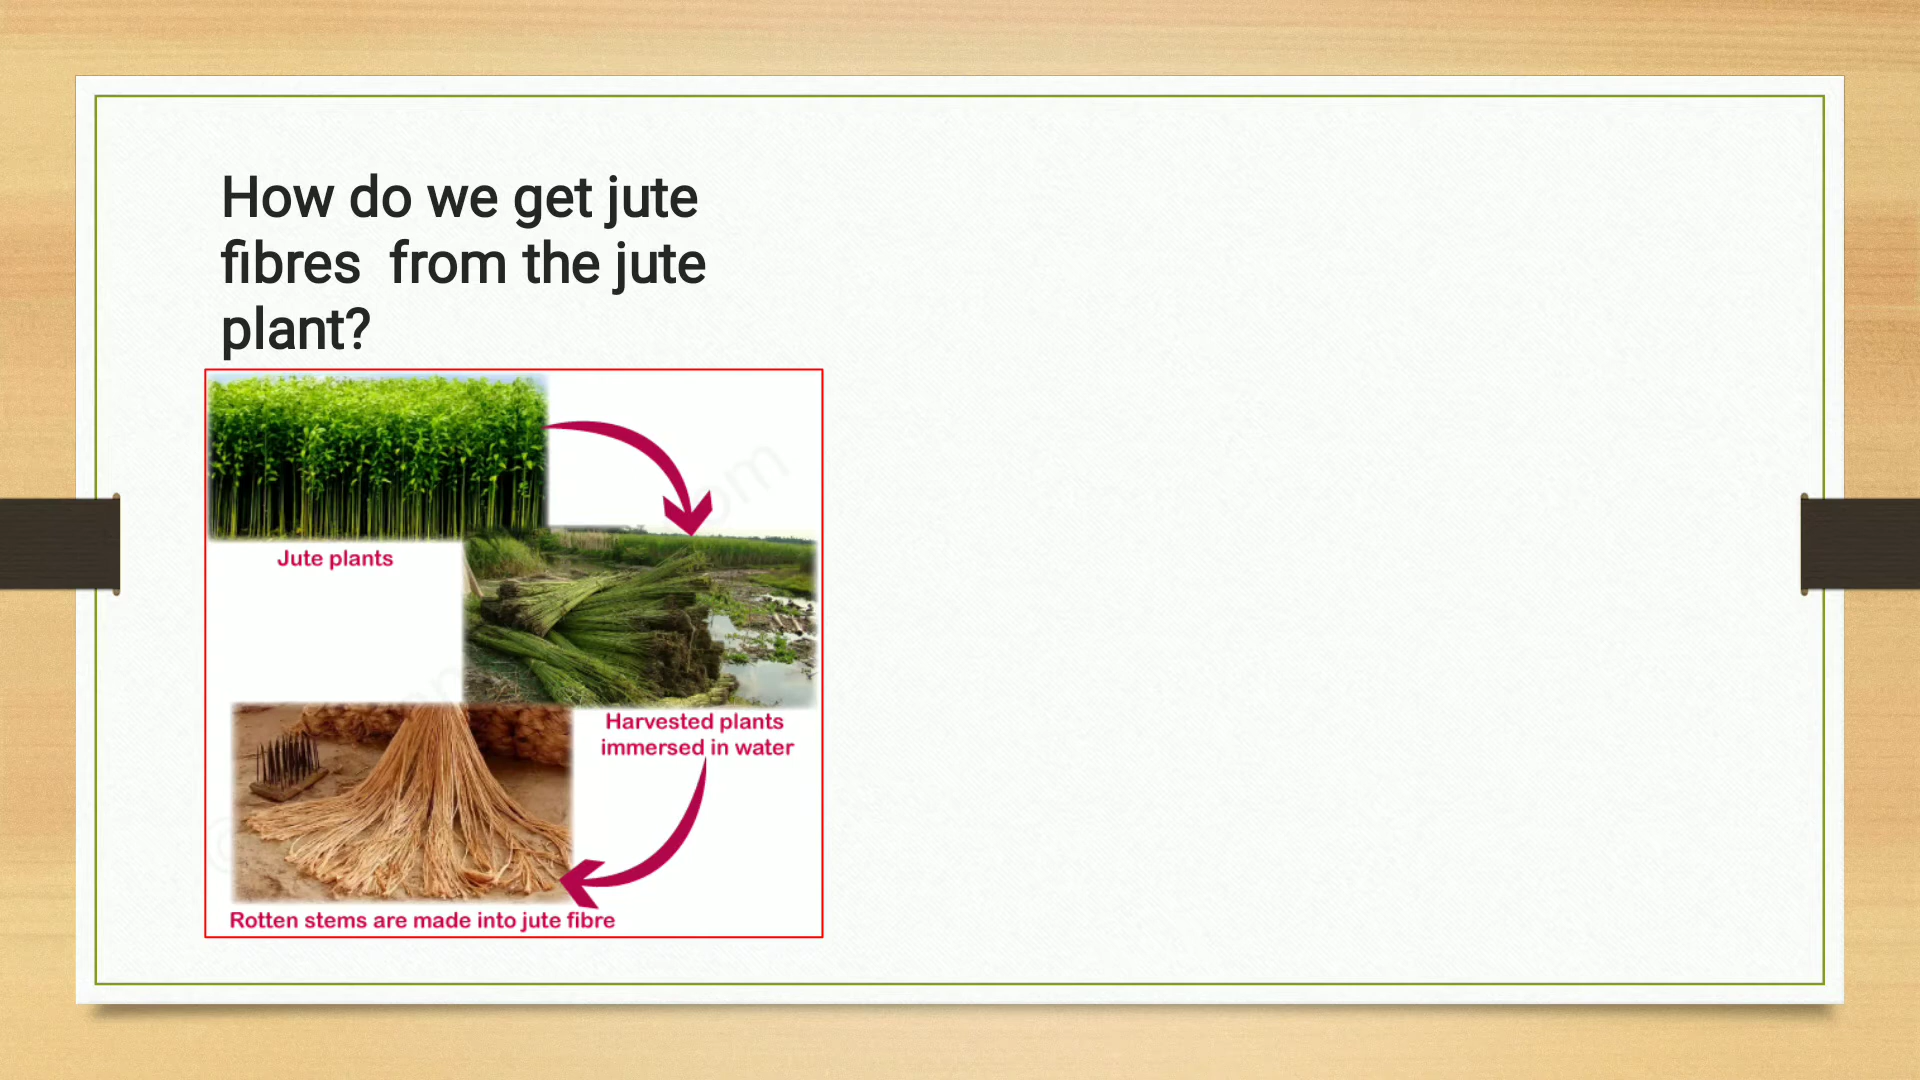 How do we get jute
fibres  from the jute
plant?
Jute plants
Harvested plants
immersed in water
Rotten stems are made into jute fibre